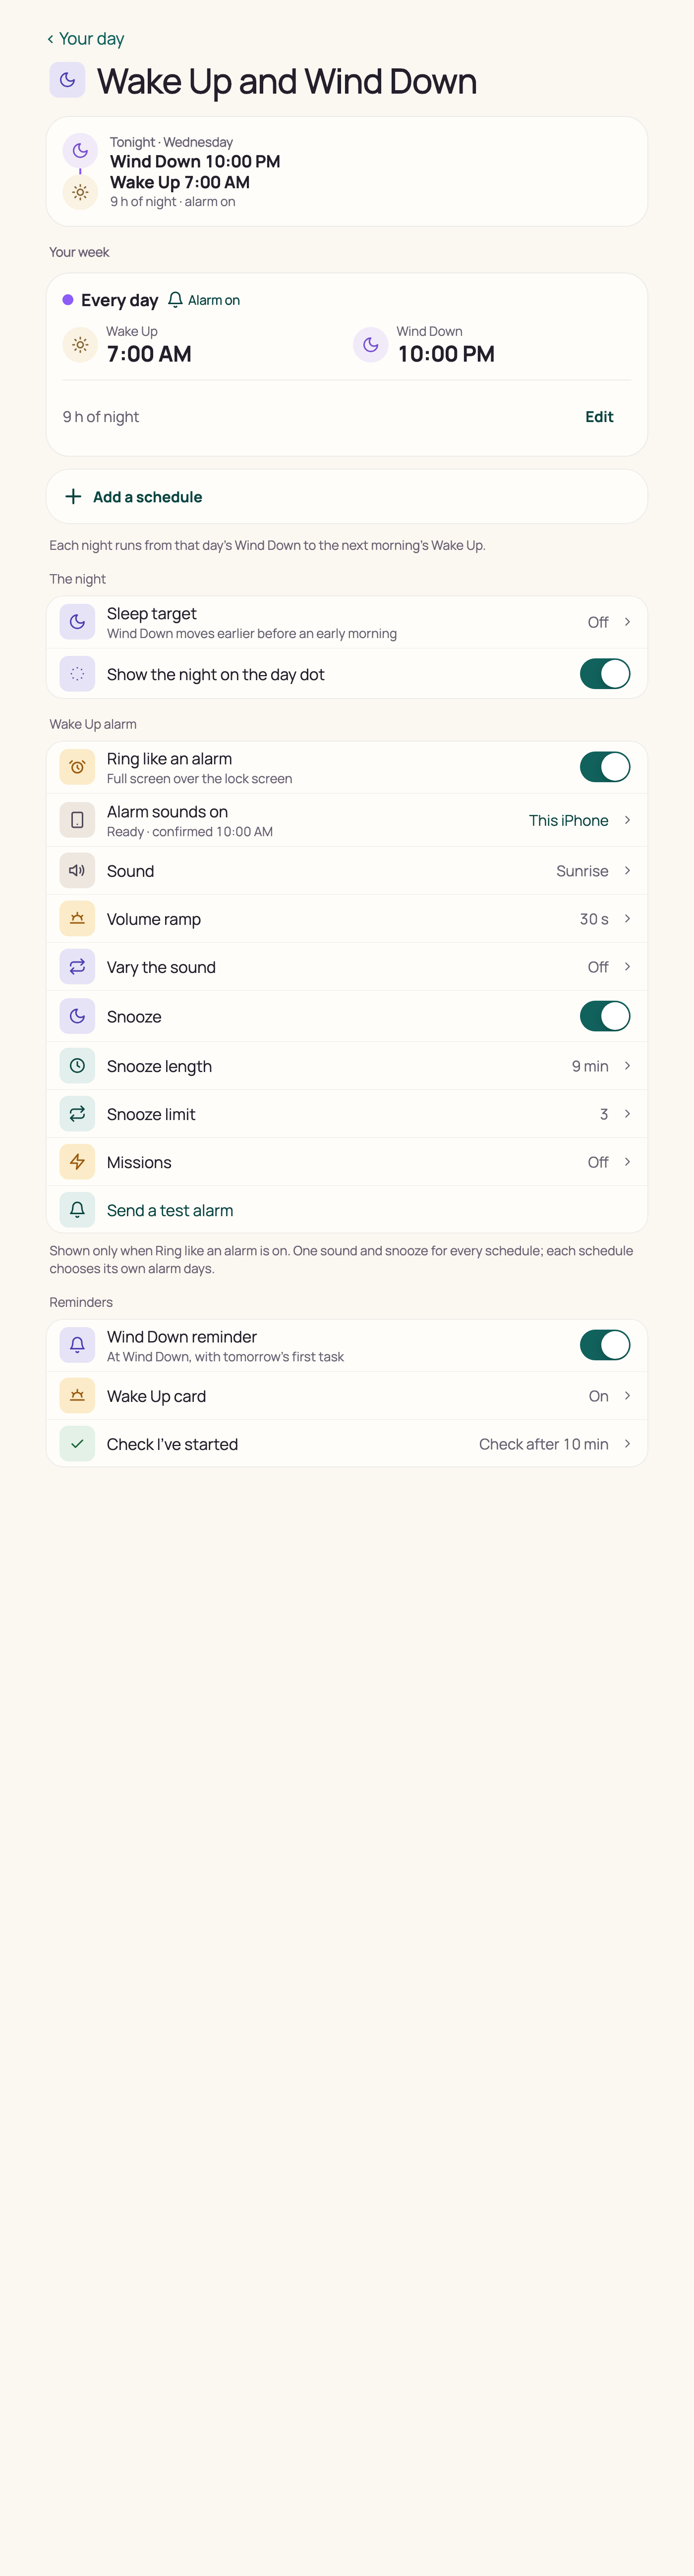 ‹ Your day
Wake Up and Wind Down
Tonight · Wednesday
Wind Down 10:00 PM
Wake Up 7:00 AM
9 h of night · alarm on
Your week
Every day Alarm on
Wake Up
7:00 AM
Wind Down
10:00 PM
9 h of night
Edit
Add a schedule
Each night runs from that day's Wind Down to the next morning's Wake Up.
The night
Sleep target
Wind Down moves earlier before an early morning
Off
Show the night on the day dot
Wake Up alarm
Ring like an alarm
Full screen over the lock screen
Alarm sounds on
Ready · confirmed 10:00 AM
This iPhone
Sound
Sunrise
Volume ramp
30 s
Vary the sound
Off
Snooze
Snooze length
9 min
Snooze limit
3
Missions
Off
Send a test alarm
Shown only when Ring like an alarm is on. One sound and snooze for every schedule; each schedule
chooses its own alarm days.
Reminders
Wind Down reminder
At Wind Down, with tomorrow's first task
Wake Up card
On
Check I've started
Check after 10 min